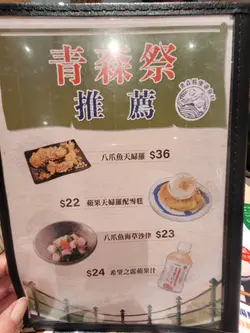 青森祭
推薦
八爪魚天婦羅 $36
$22 蘋果天婦羅配雪糕
八爪魚海草沙律 $23
$24 希望之露蘋果汁